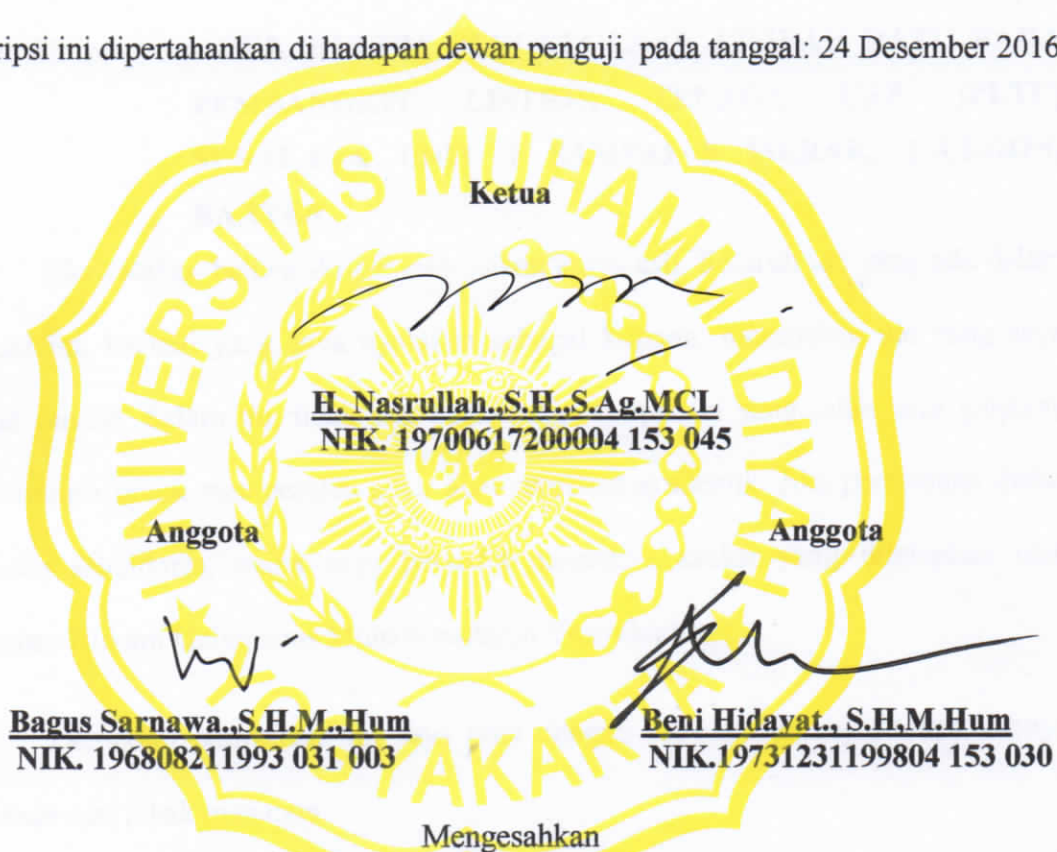 ripsi ini dipertahankan di hadapan dewan penguji pada tanggal: 24 Desember 2016
UNIVERSITAS MUHAMMADIYAH
YOGYAKARTA
Ketua
H. Nasrullah.,S.H.,S.Ag.MCL
NIK. 19700617200004 153 045
Anggota
Anggota
Bagus Sarnawa.,S.H,M.,Hum
NIK. 196808211993 031 003
Beni Hidayat., S.H,M.Hum
NIK.19731231199804 153 030
Mengesahkan